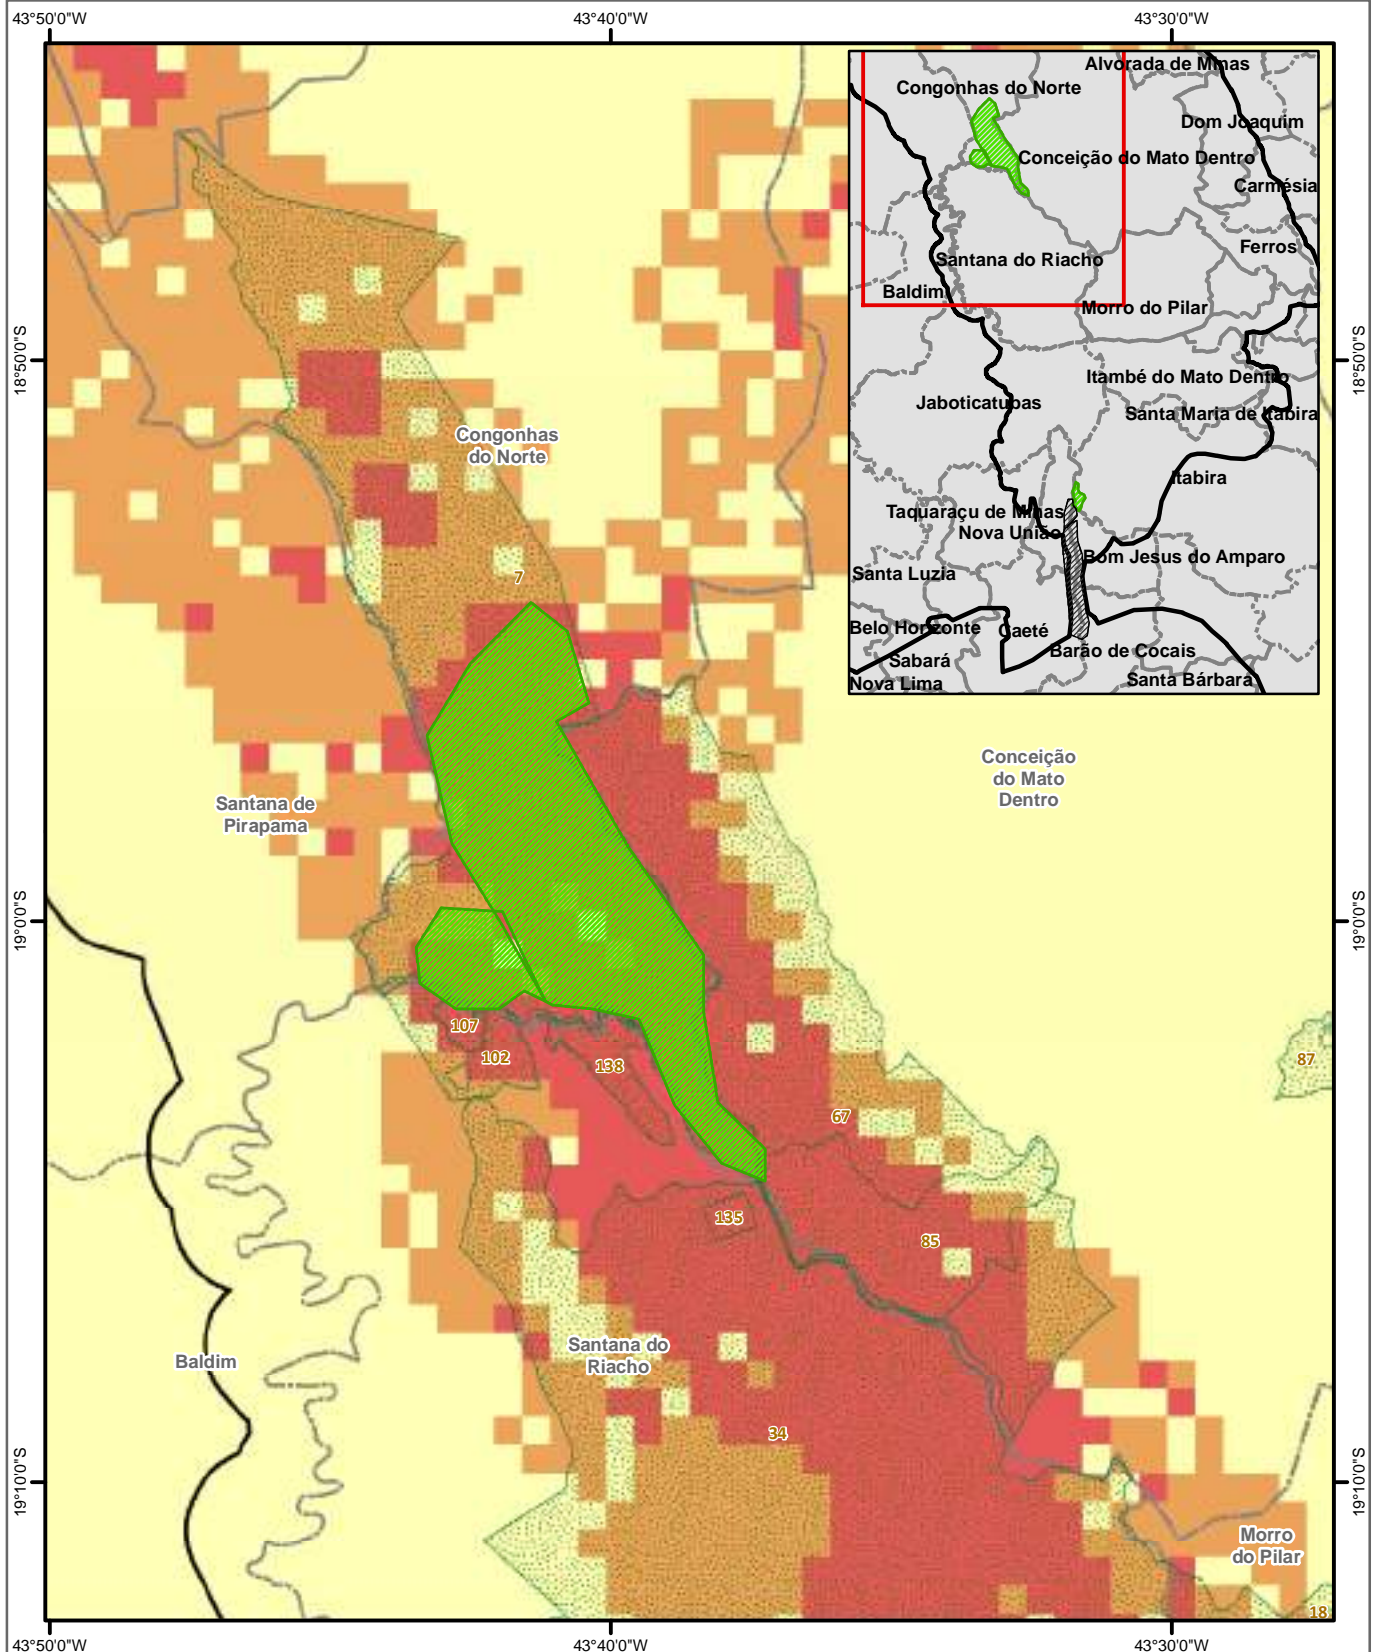 43°50'0"W
43°40'0"W
43°30'0"W
Alvorada de Minas
Congonhas do Norte
Dom Joaquim
Conceição do Mato Dentro
Carmésia
Ferros
Santana do Riacho
Baldim
Morro do Pilar
18°50'0"S
18°50'0"S
Itambé do Mato Dentro
Jaboticatubas
Santa Maria de Itabira
Congonhas
do Norte
Itabira
Taquaraçu de Minas
Nova União
Bom Jesus do Amparo
Santa Luzia
7
Belo Horizonte
Caeté
Barão de Cocais
Sabará
Nova Lima
Santa Bárbara
Conceição
do Mato
Dentro
Santana de
Pirapama
19°0'0"S
19°0'0"S
107
102
138
87
67
135
85
Santana do
Riacho
Baldim
34
19°10'0"S
19°10'0"S
Morro
do Pilar
18
43°50'0"W
43°40'0"W
43°30'0"W